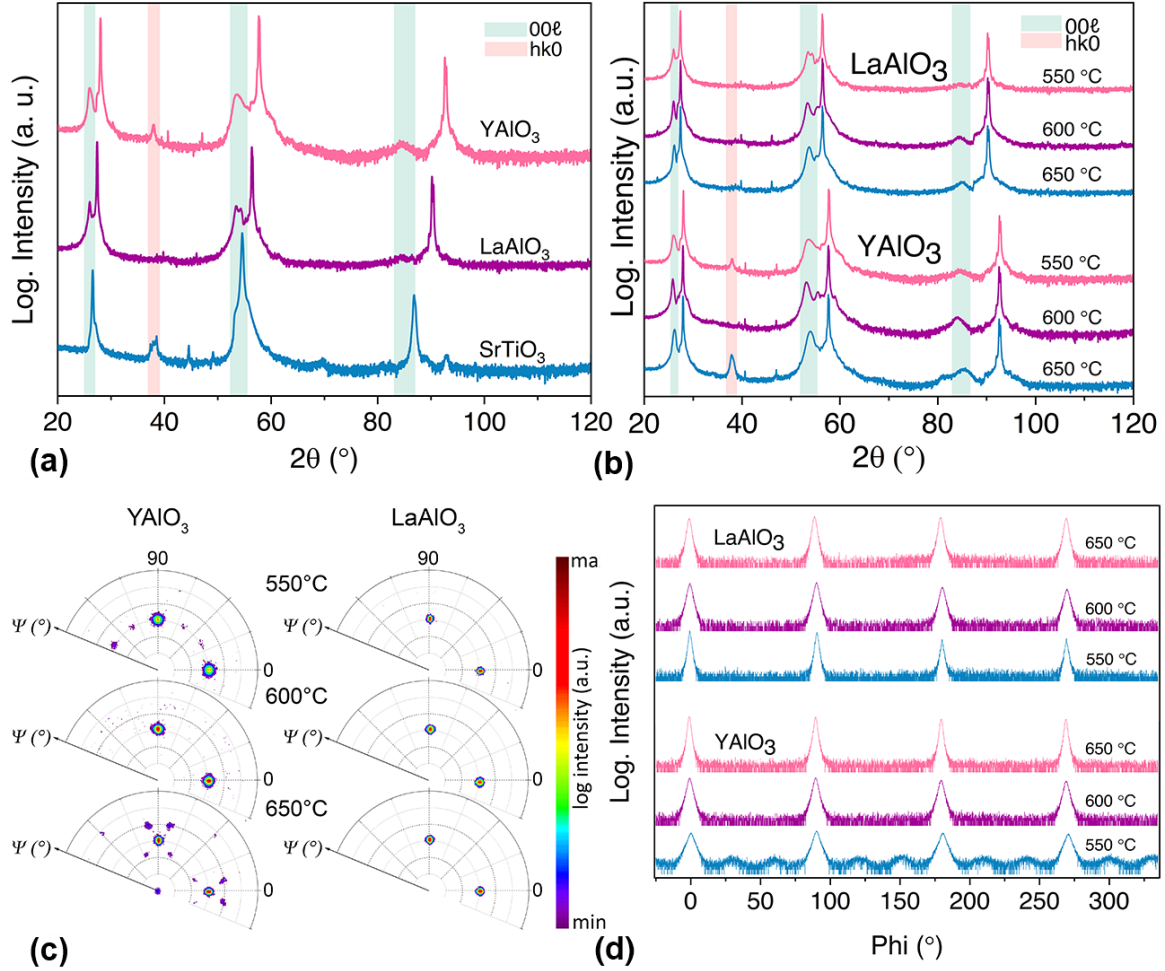 00ℓ
hk0
YAlO3
LaAlO3
SrTiO3
Log. Intensity (a. u.)
20 40 60 80 100 120
2θ (°)
(a)
00ℓ
hk0
LaAlO3
550 °C
600 °C
650 °C
YAlO3
550 °C
600 °C
650 °C
Log. Intensity (a.u.)
20 40 60 80 100 120
2θ (°)
(b)
YAlO3 LaAlO3
90 90
550°C
Ψ (°) 0 Ψ (°) 0
600°C
Ψ (°) 0 Ψ (°) 0
650°C
Ψ (°) 0 Ψ (°) 0
ma
log intensity (a.u.)
min
(c)
LaAlO3
650 °C
600 °C
550 °C
YAlO3
650 °C
600 °C
550 °C
Log. Intensity (a.u.)
0 50 100 150 200 250 300
Phi (°)
(d)